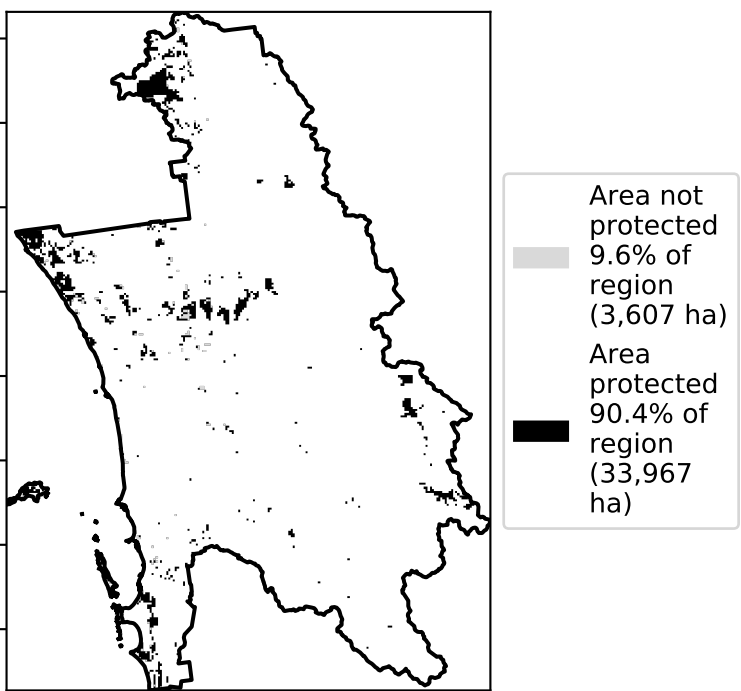 Area not
protected
9.6% of
region
(3,607 ha)
Area
protected
90.4% of
region
(33,967
ha)